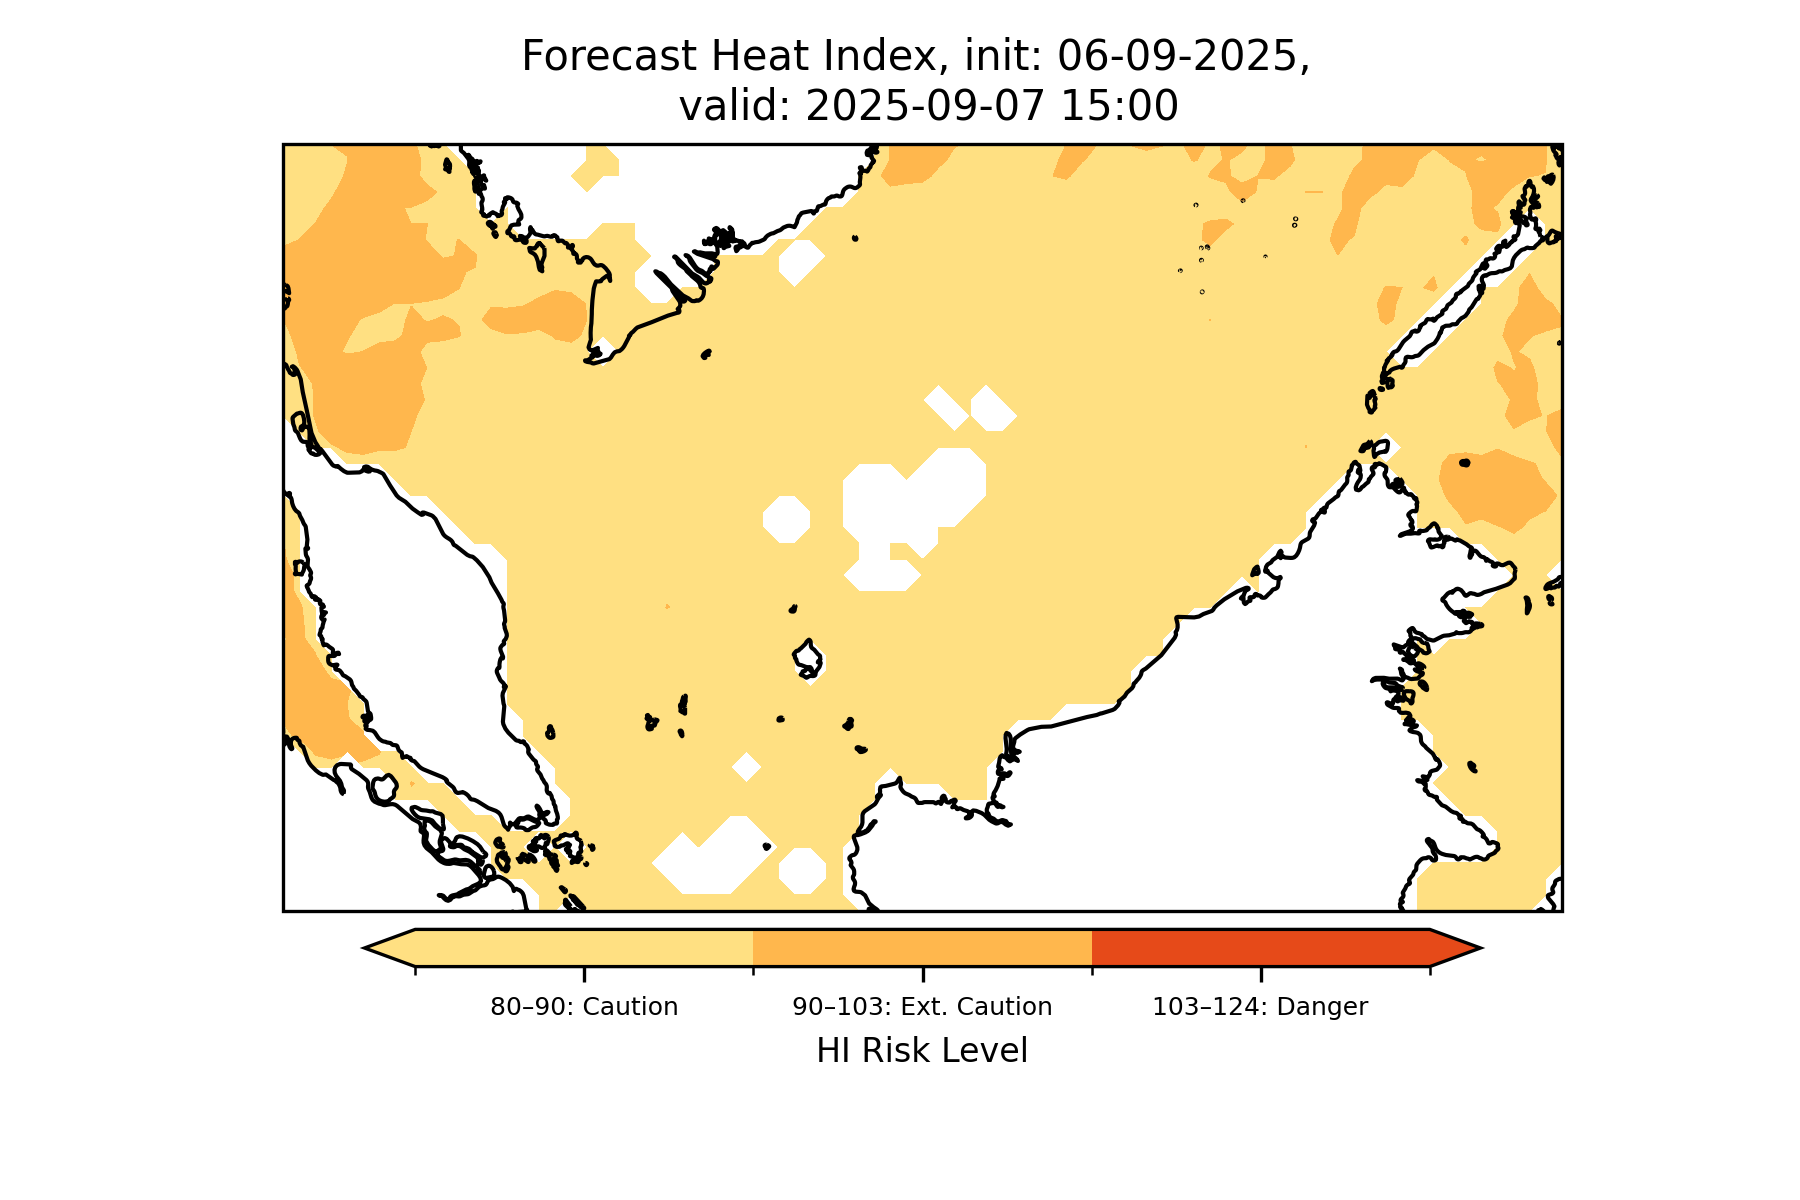 Forecast Heat Index, init: 06-09-2025,
valid: 2025-09-07 15:00
80–90: Caution
90–103: Ext. Caution
103–124: Danger
HI Risk Level